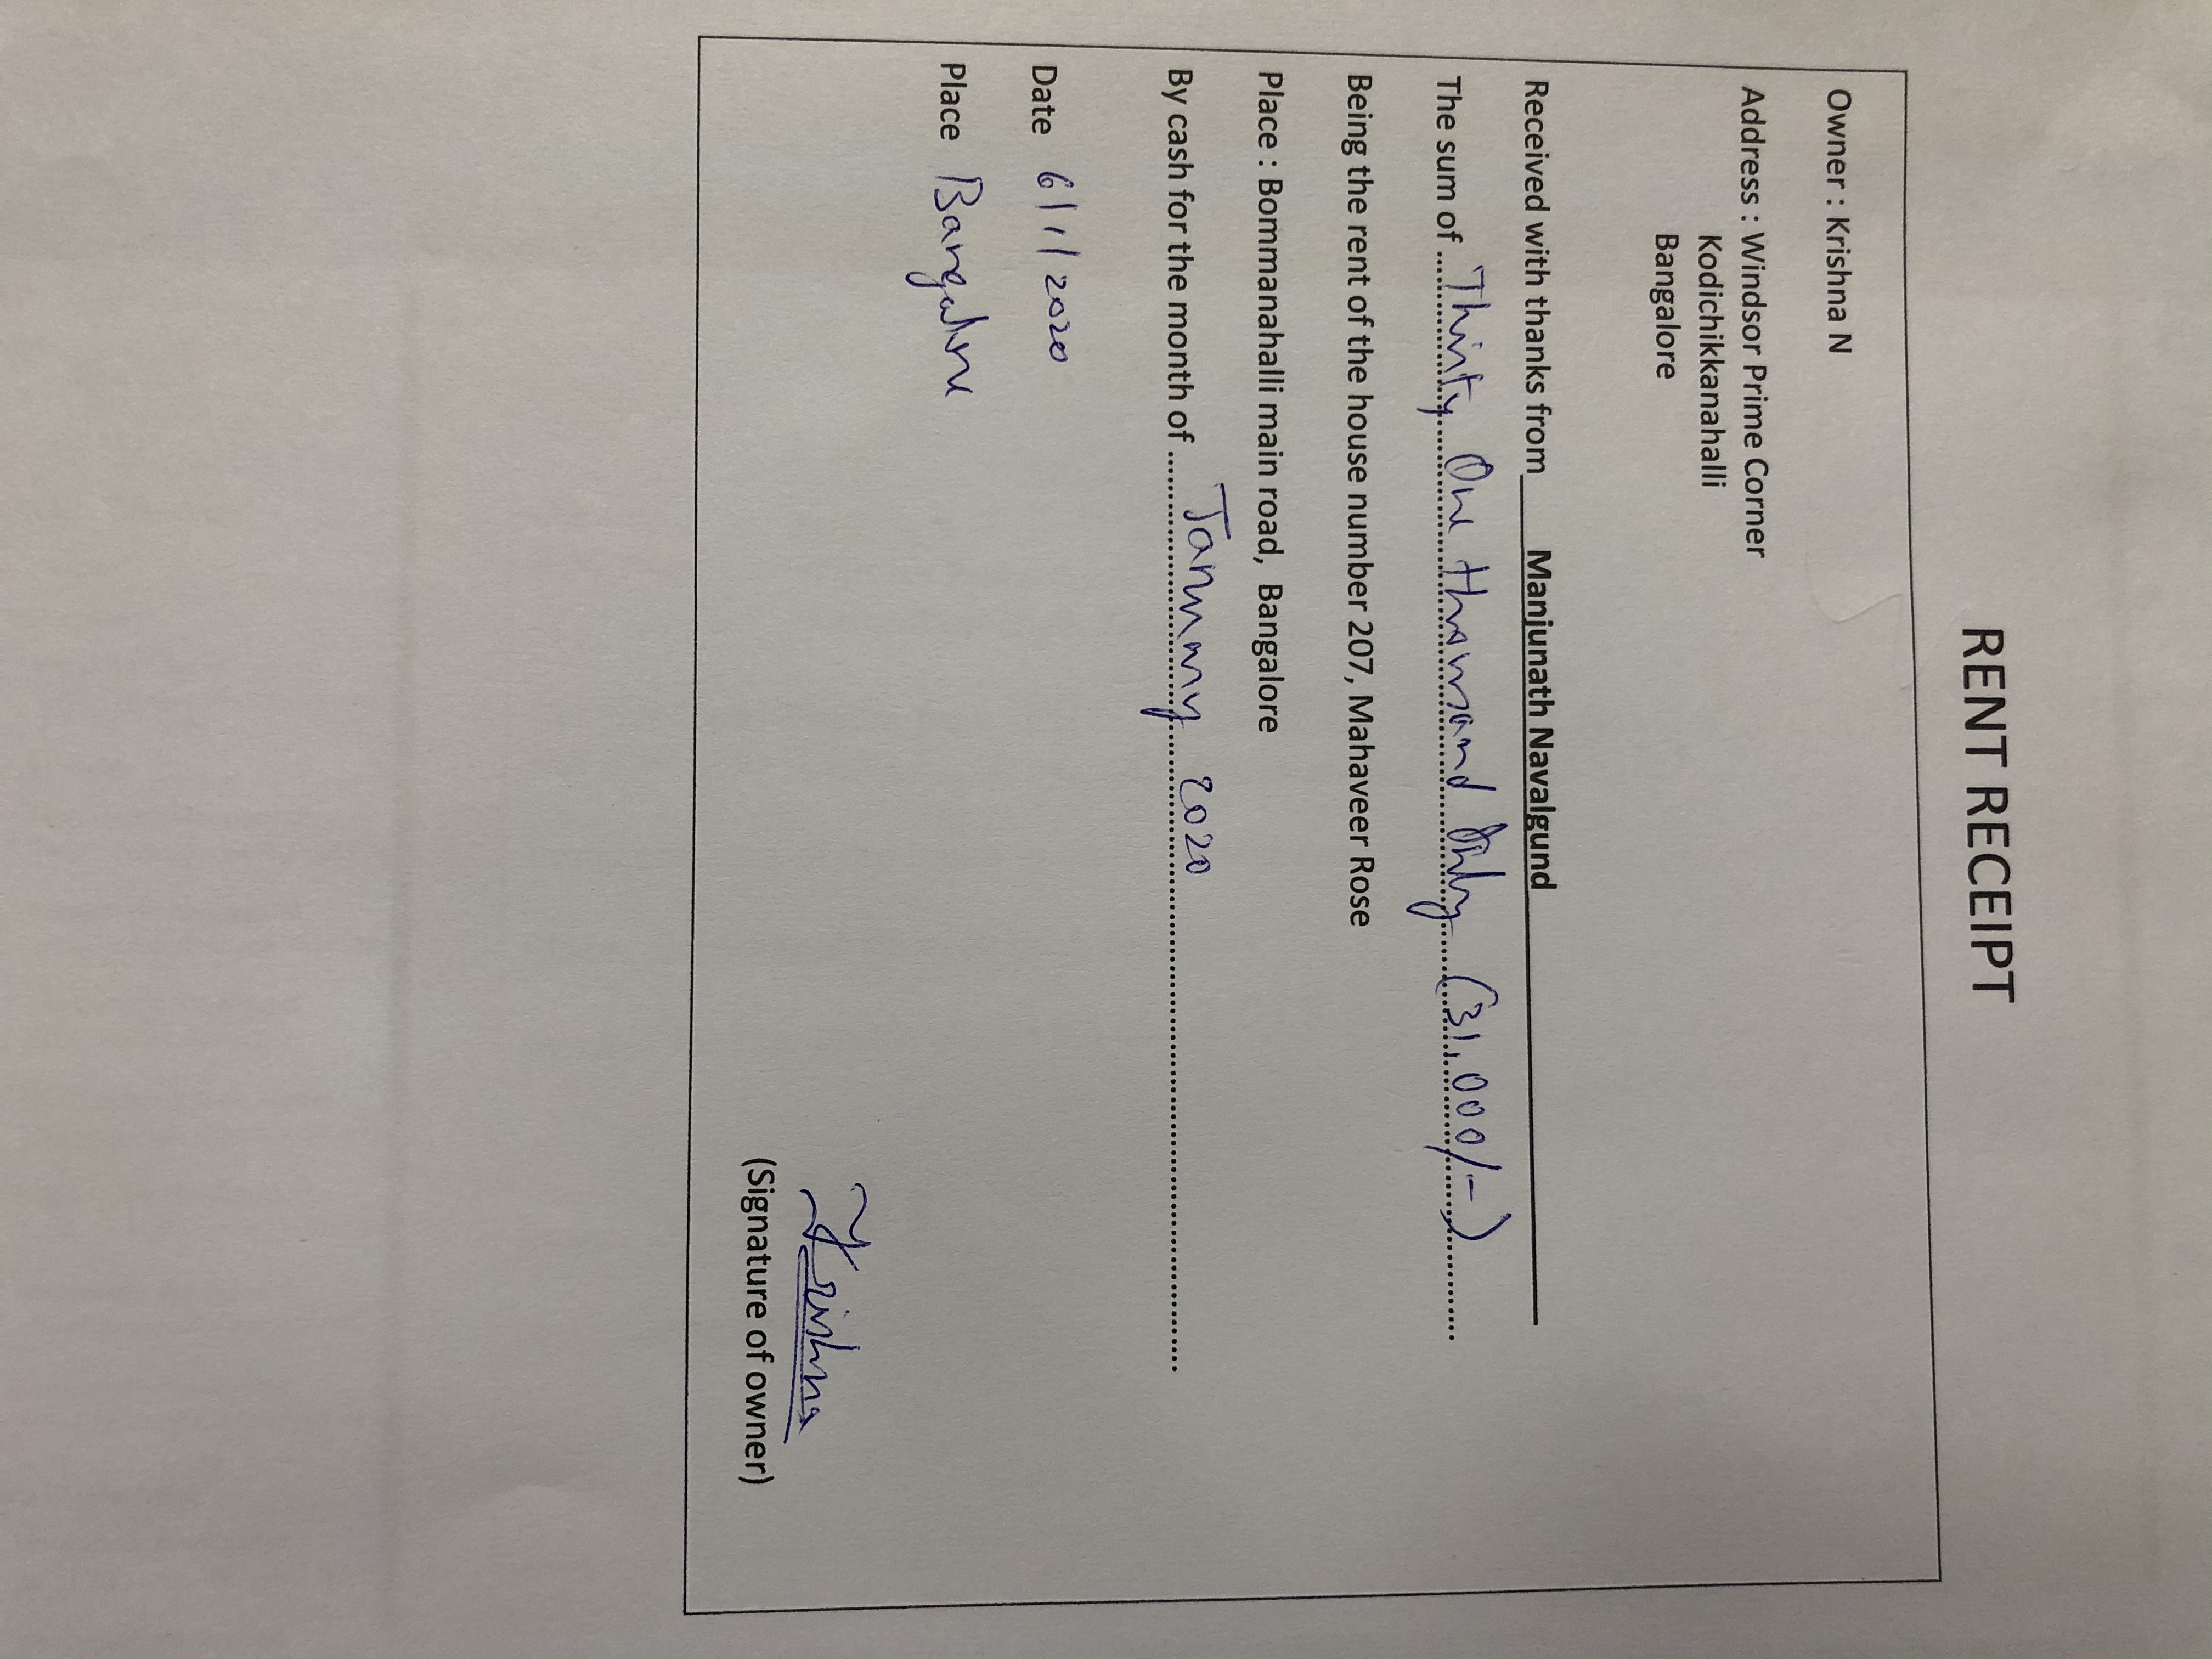 RENT RECEIPT
Owner : Krishna N
Address : Windsor Prime Corner
Kodichikkanahalli
Bangalore
Received with thanks from Manjunath Navalgund
The sum of Thirty One thousand Only (31,000/-)
Being the rent of the house number 207, Mahaveer Rose
Place : Bommanahalli main road, Bangalore
By cash for the month of January 2020
Date 6/1/2020
Place Bangalore
Krishna
(Signature of owner)